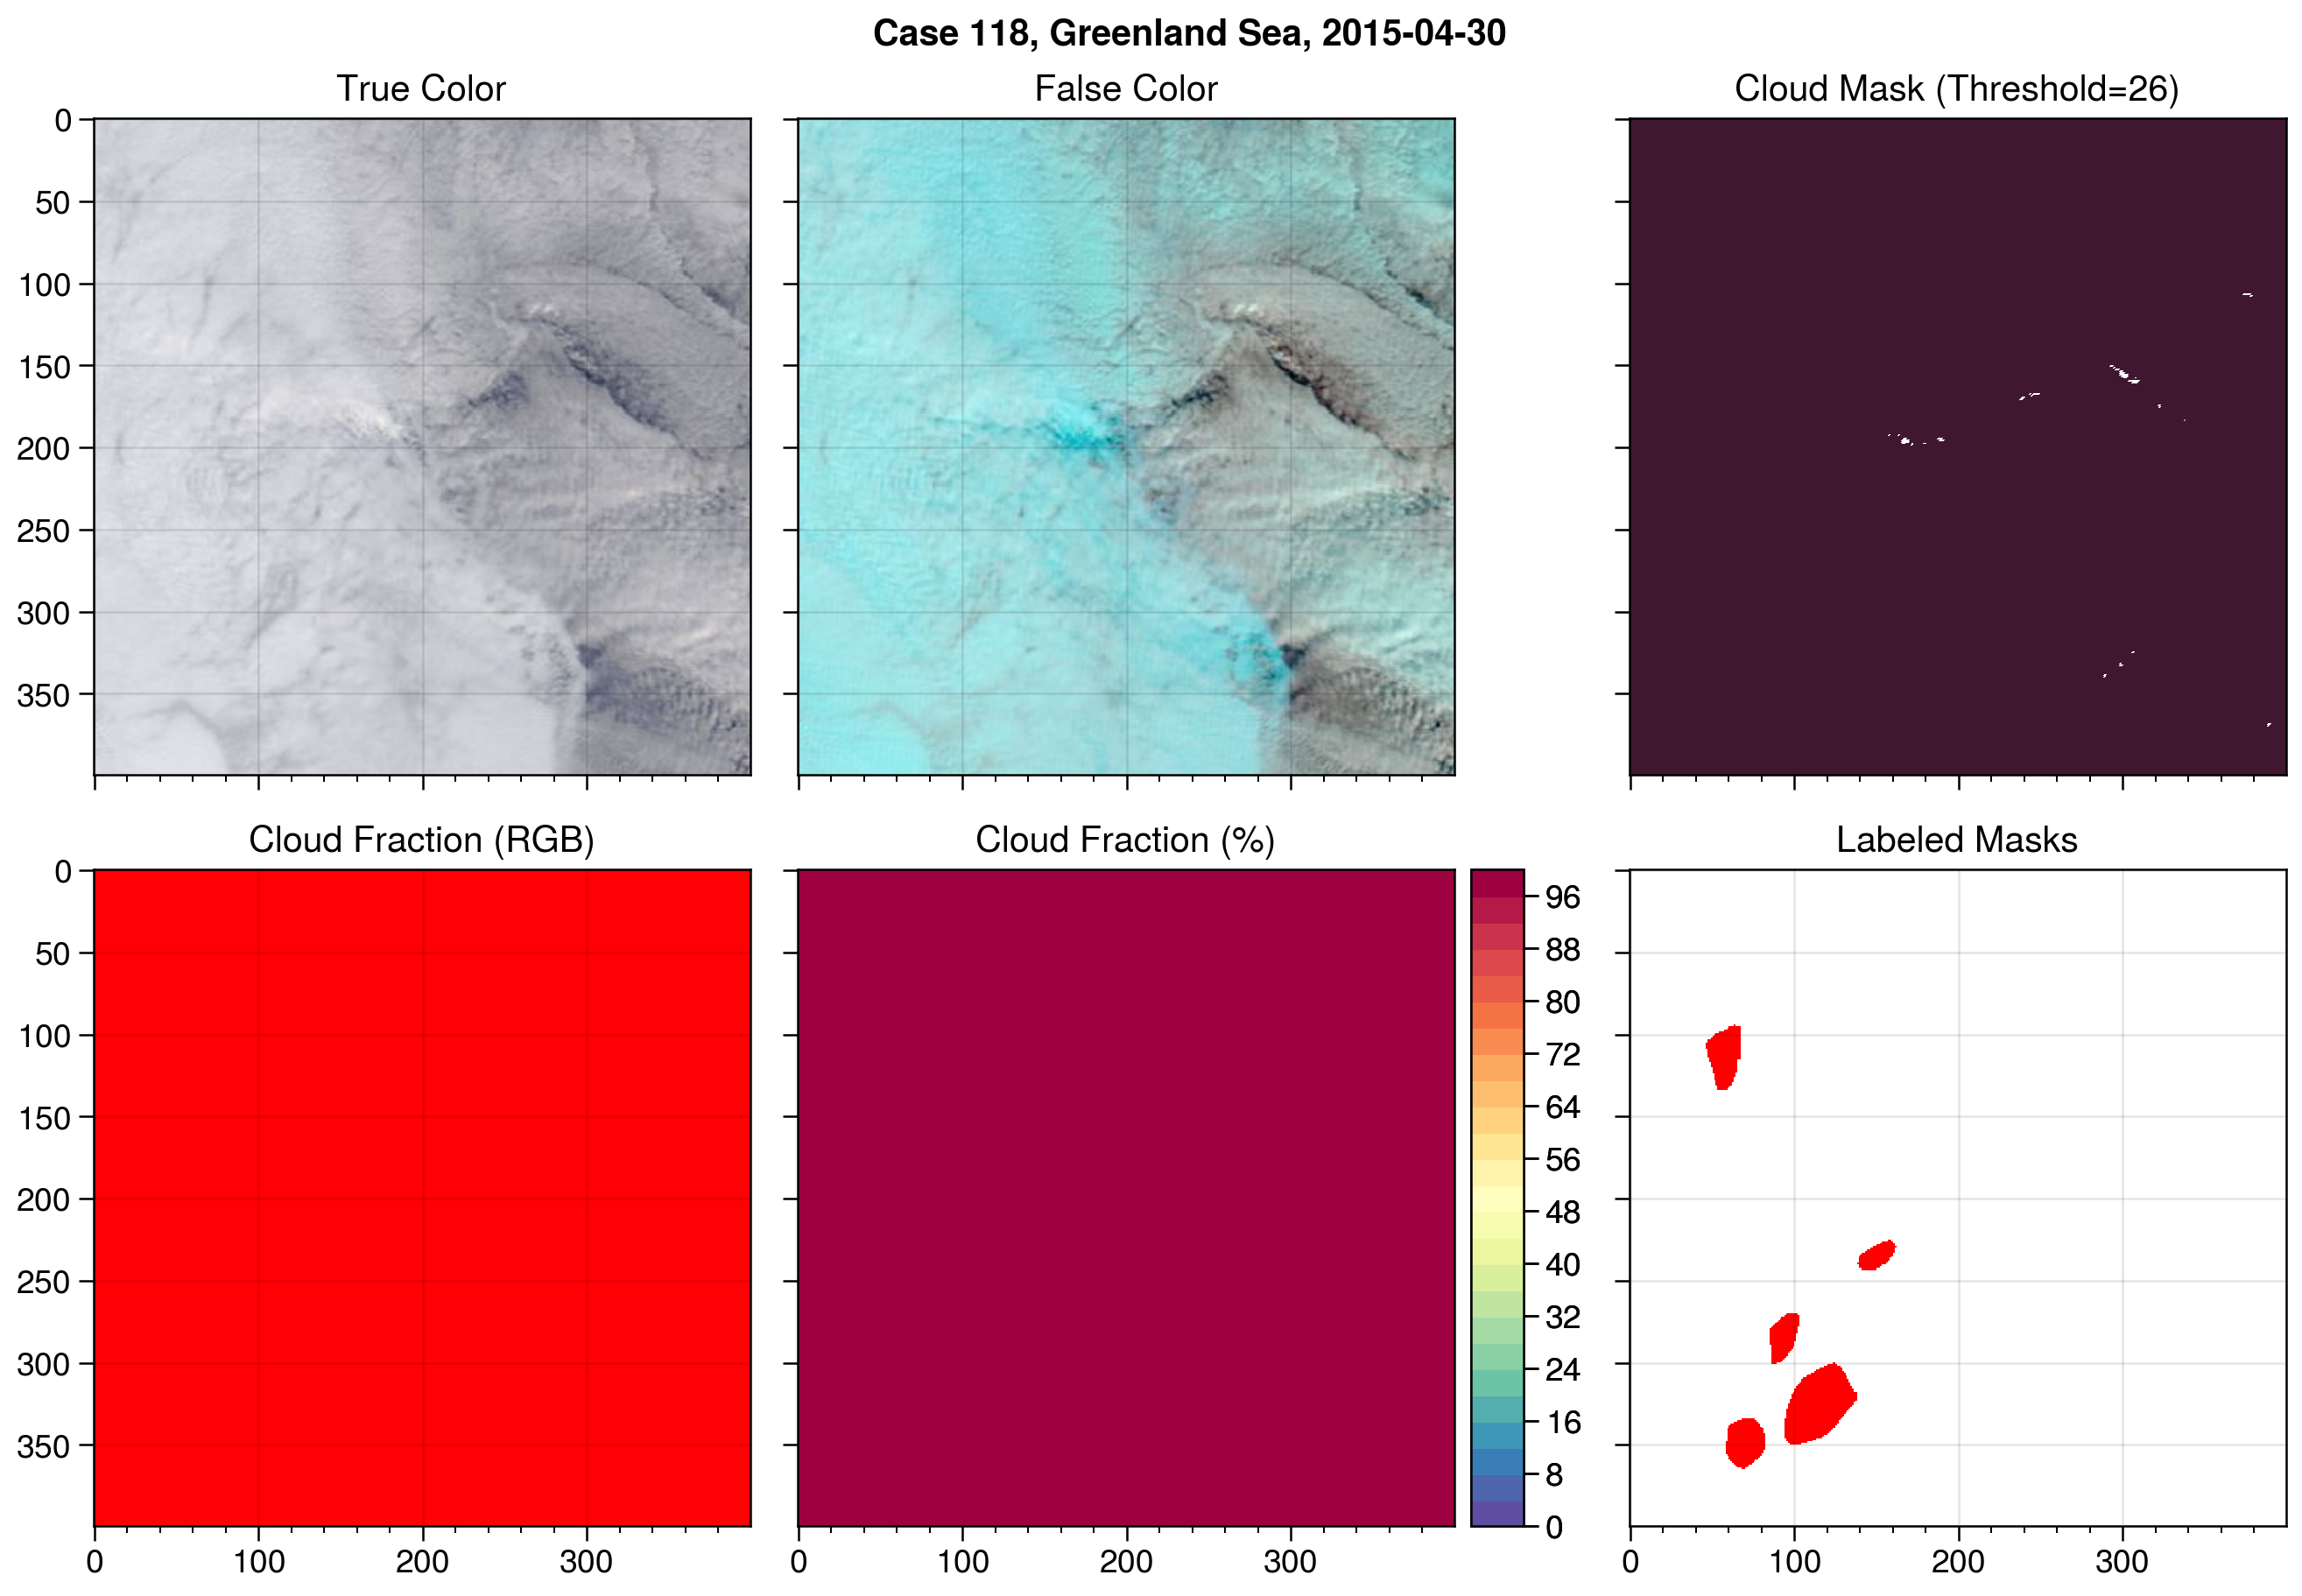 Case 118, Greenland Sea, 2015-04-30
True Color
False Color
Cloud Mask (Threshold=26)
0
50
100
150
200
250
300
350
Cloud Fraction (RGB)
Cloud Fraction (%)
Labeled Masks
0
50
100
150
200
250
300
350
96
88
80
72
64
56
48
40
32
24
16
8
0
0 100 200 300
0 100 200 300
0 100 200 300